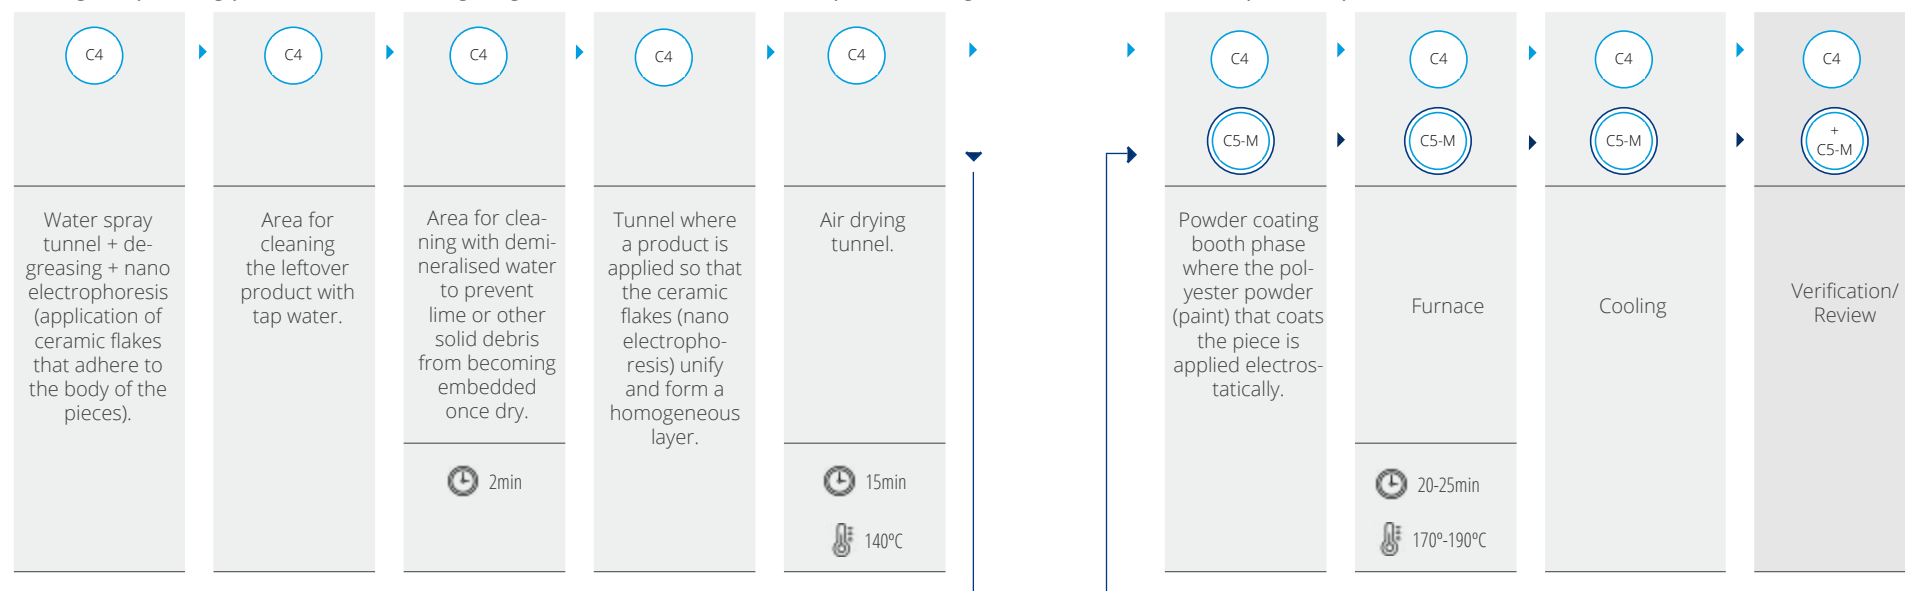 C4
Water spray
tunnel + de-
greasing + nano
electrophoresis
(application of
ceramic flakes
that adhere to
the body of the
pieces).
C4
Area for
cleaning
the leftover
product with
tap water.
C4
Area for clea-
ning with demi-
neralised water
to prevent
lime or other
solid debris
from becoming
embedded
once dry.
2min
C4
Tunnel where
a product is
applied so that
the ceramic
flakes (nano
electropho-
resis) unify
and form a
homogeneous
layer.
C4
Air drying
tunnel.
15min
140ºC
C4
C5-M
Powder coating
booth phase
where the pol-
yester powder
(paint) that coats
the piece is
applied electros-
tatically.
C4
C5-M
Furnace
20-25min
170º-190ºC
C4
C5-M
Cooling
C4
+
C5-M
Verification/
Review